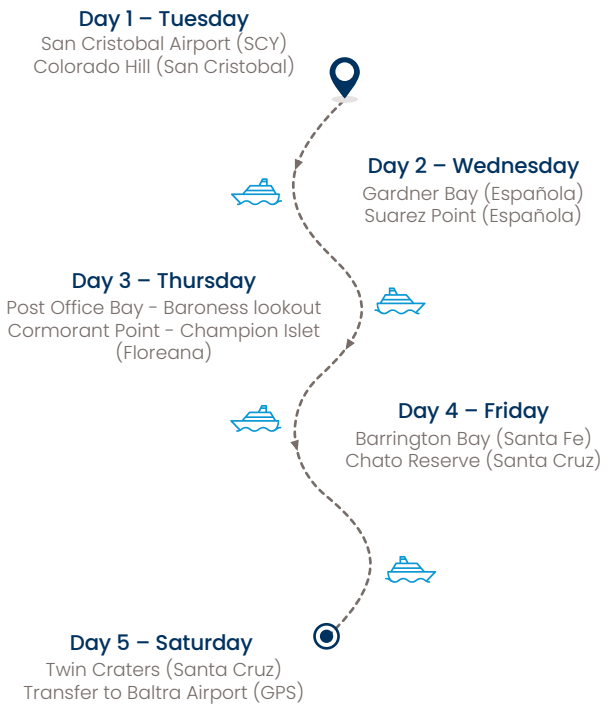 Day 1 – Tuesday
San Cristobal Airport (SCY)
Colorado Hill (San Cristobal)
Day 2 – Wednesday
Gardner Bay (Española)
Suarez Point (Española)
Day 3 – Thursday
Post Office Bay - Baroness lookout
Cormorant Point - Champion Islet
(Floreana)
Day 4 – Friday
Barrington Bay (Santa Fe)
Chato Reserve (Santa Cruz)
Day 5 – Saturday
Twin Craters (Santa Cruz)
Transfer to Baltra Airport (GPS)